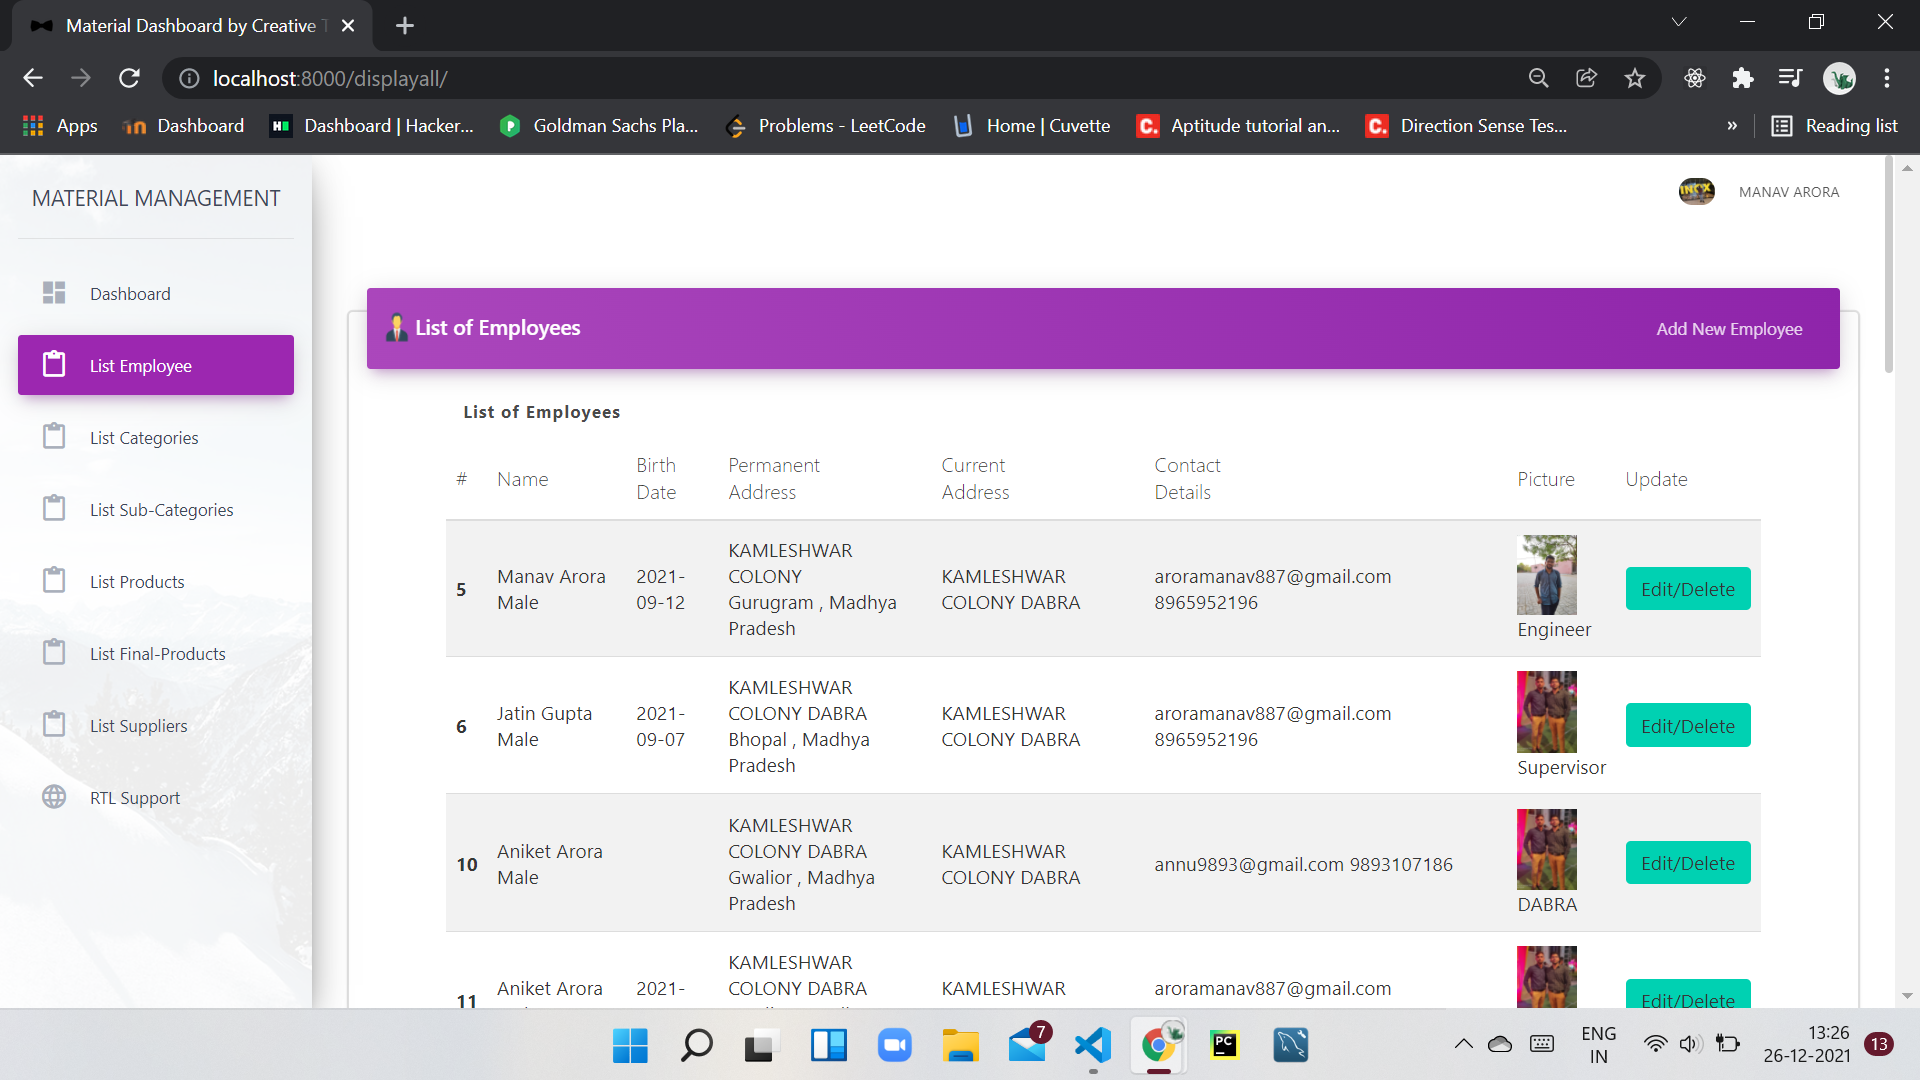 Material Dashboard by Creative T
localhost:8000/displayall/
Apps
Dashboard
Dashboard | Hacker...
Goldman Sachs Pla...
Problems - LeetCode
Home | Cuvette
Aptitude tutorial an...
Direction Sense Tes...
»
Reading list
MATERIAL MANAGEMENT
Dashboard
List Employee
List Categories
List Sub-Categories
List Products
List Final-Products
List Suppliers
RTL Support
MANAV ARORA
List of Employees
Add New Employee
List of Employees
# Name Birth Date Permanent Address Current Address Contact Details Picture Update
5
Manav Arora
Male
2021-
09-12
KAMLESHWAR
COLONY
Gurugram , Madhya
Pradesh
KAMLESHWAR
COLONY DABRA
aroramanav887@gmail.com
8965952196
Engineer
Edit/Delete
6
Jatin Gupta
Male
2021-
09-07
KAMLESHWAR
COLONY DABRA
Bhopal , Madhya
Pradesh
KAMLESHWAR
COLONY DABRA
aroramanav887@gmail.com
8965952196
Supervisor
Edit/Delete
10
Aniket Arora
Male
KAMLESHWAR
COLONY DABRA
Gwalior , Madhya
Pradesh
KAMLESHWAR
COLONY DABRA
annu9893@gmail.com 9893107186
DABRA
Edit/Delete
11
Aniket Arora
2021-
KAMLESHWAR
COLONY DABRA
KAMLESHWAR
aroramanav887@gmail.com
Edit/Delete
7
PC
ENG
IN
13:26
26-12-2021
13